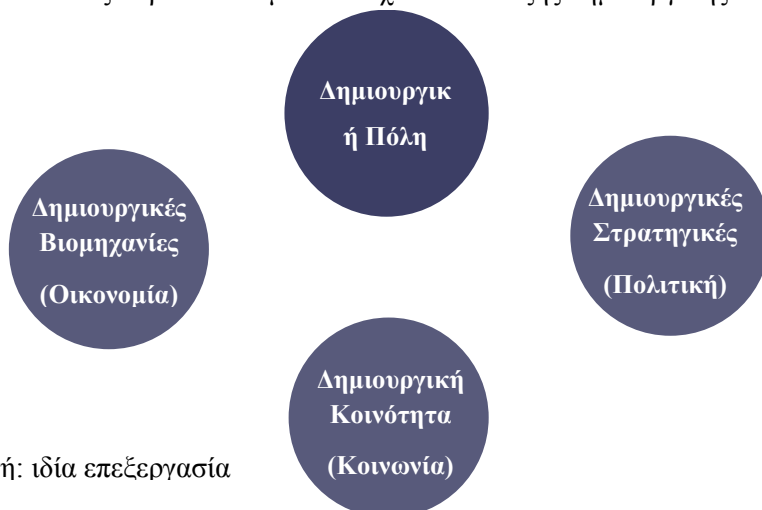 Δημιουργικ
ή Πόλη
Δημιουργικές
Βιομηχανίες
(Οικονομία)
Δημιουργικές
Στρατηγικές
(Πολιτική)
Δημιουργική
Κοινότητα
(Κοινωνία)
ή: ιδία επεξεργασία